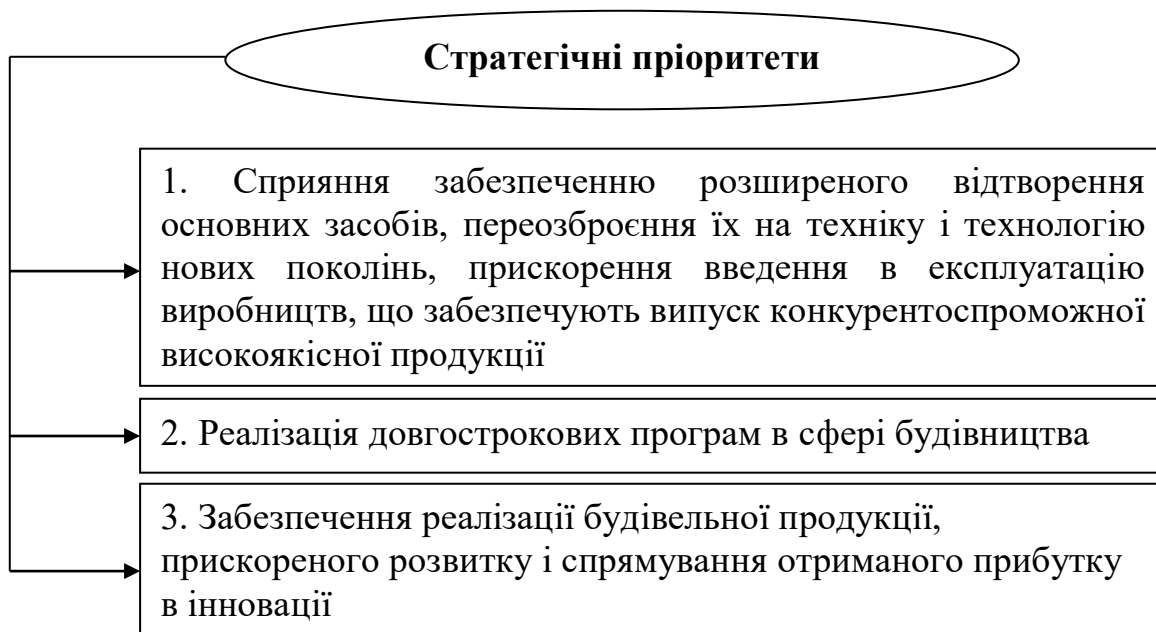 Стратегічні пріоритети
1. Сприяння забезпеченню розширеного відтворення
основних засобів, переозброєння їх на техніку і технологію
нових поколінь, прискорення введення в експлуатацію
виробництв, що забезпечують випуск конкурентоспроможної
високоякісної продукції
2. Реалізація довгострокових програм в сфері будівництва
3. Забезпечення реалізації будівельної продукції,
прискореного розвитку і спрямування отриманого прибутку
в інновації